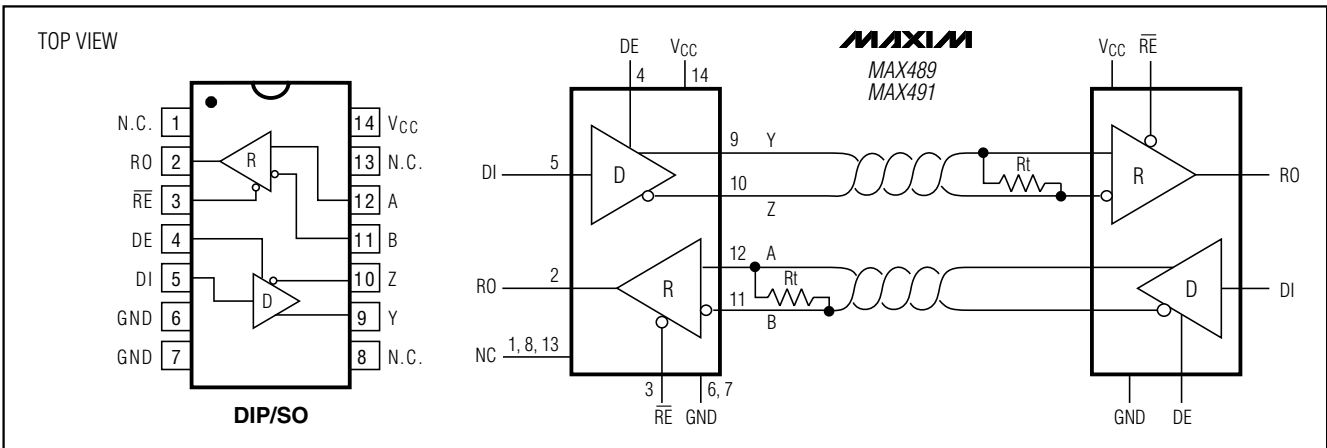 TOP VIEW
N.C. 1
RO 2
RE 3
DE 4
DI 5
GND 6
GND 7
14 VCC
13 N.C.
12 A
11 B
10 Z
9 Y
8 N.C.
R
D
DIP/SO
MAXIM
MAX489
MAX491
DE
4
VCC
14
DI
5
D
9 Y
10
Z
Rt
RO
2
R
12 A
11
B
Rt
NC 1, 8, 13
3
RE
6, 7
GND
VCC
RE
R
RO
D
DI
GND
DE